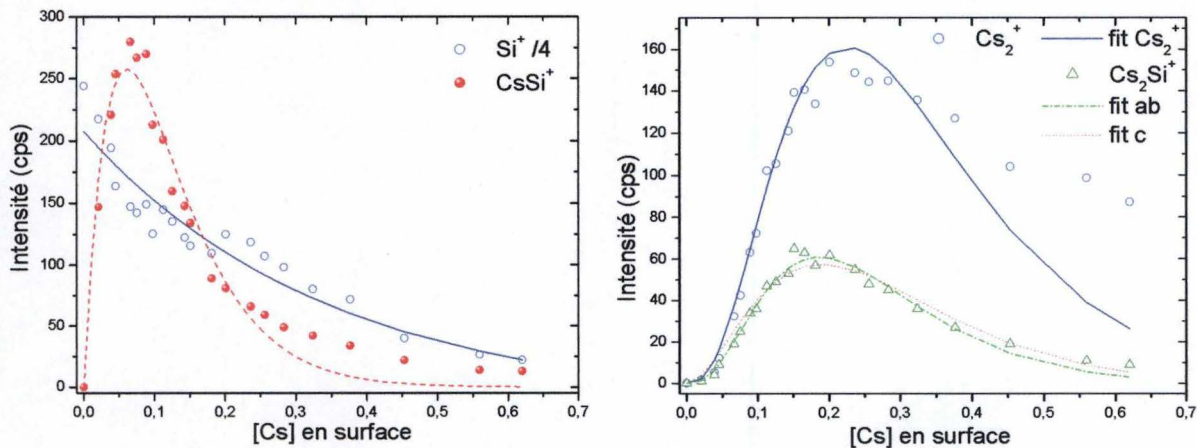 300
250
200
150
100
50
0
Intensité (cps)
Si⁺ /4
CsSi⁺
0,0 0,1 0,2 0,3 0,4 0,5 0,6 0,7
[Cs] en surface
160
140
120
100
80
60
40
20
0
Intensité (cps)
Cs₂⁺
fit Cs₂⁺
Cs₂Si⁺
fit ab
fit c
0,0 0,1 0,2 0,3 0,4 0,5 0,6 0,7
[Cs] en surface